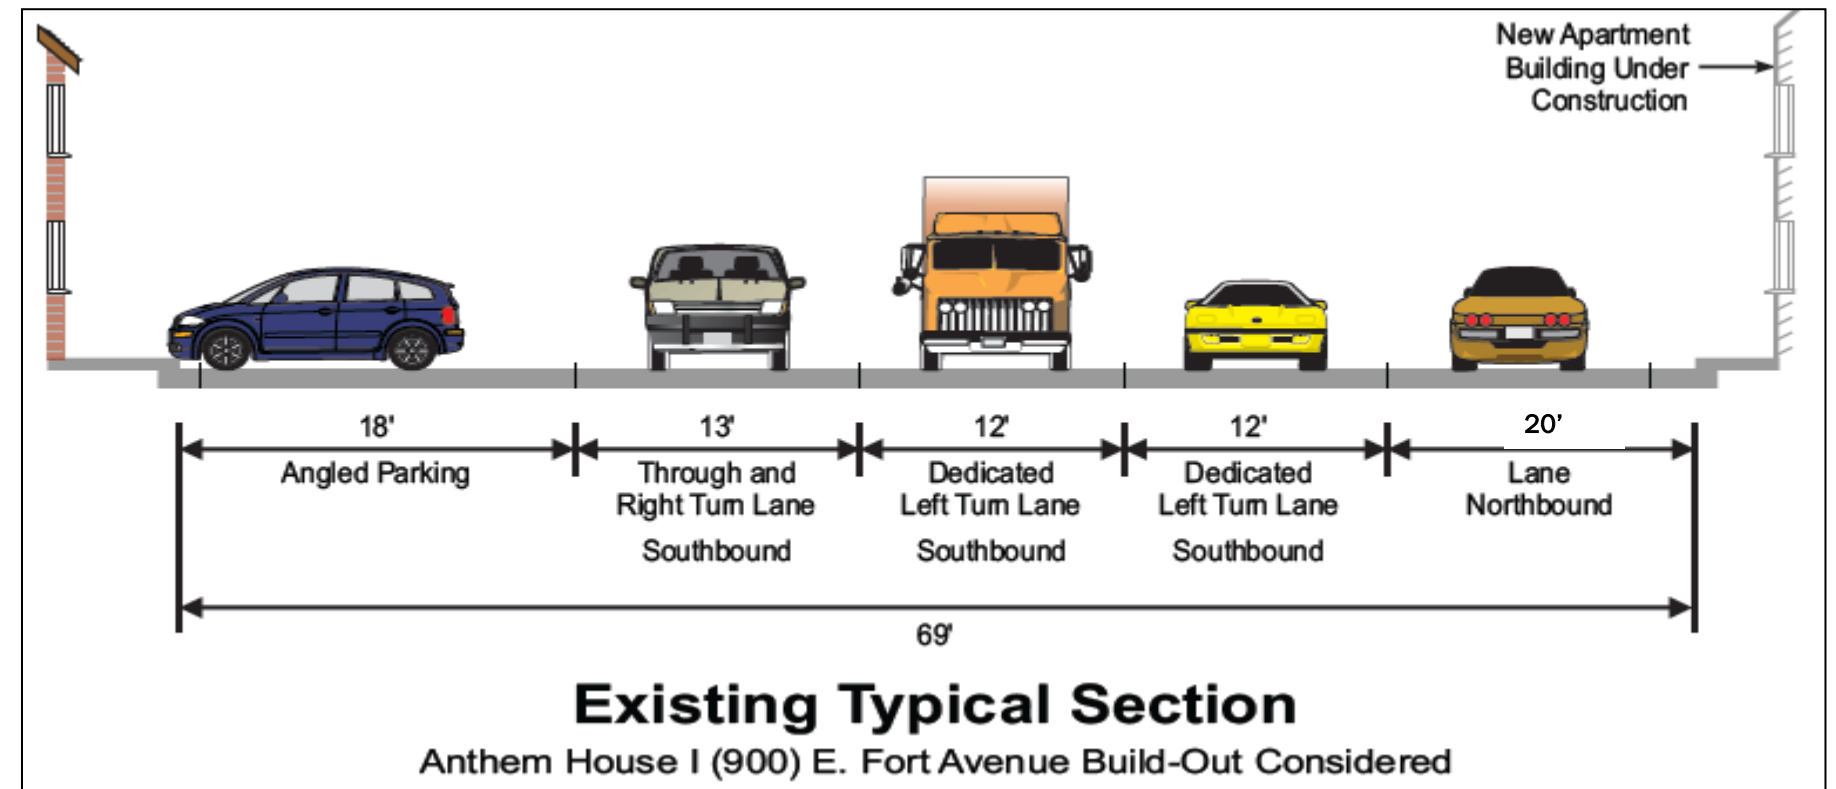 New Apartment
Building Under
Construction
18' 13' 12' 12' 20’
Angled Parking
Through and
Right Turn Lane
Southbound
Dedicated
Left Turn Lane
Southbound
Dedicated
Left Turn Lane
Southbound
Lane
Northbound
69'
Existing Typical Section
Anthem House I (900) E. Fort Avenue Build-Out Considered